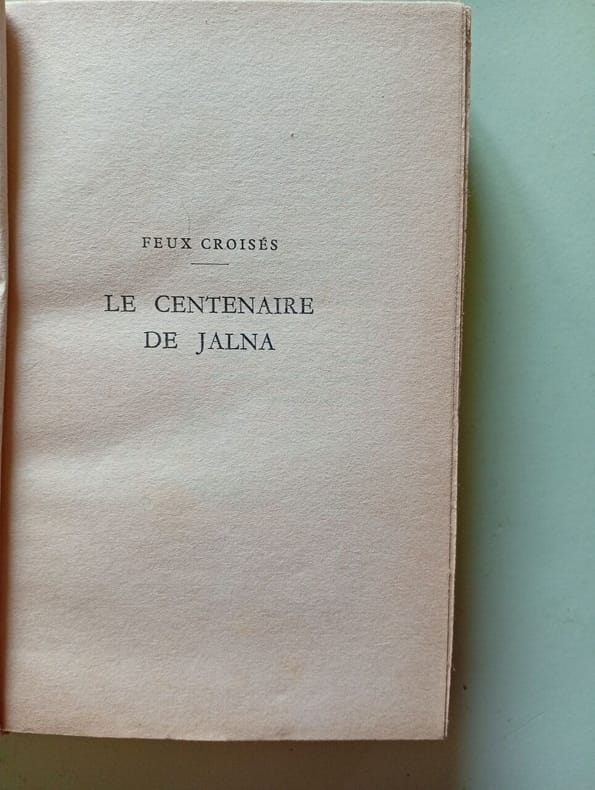 FEUX CROISÉS
LE CENTENAIRE
DE JALNA